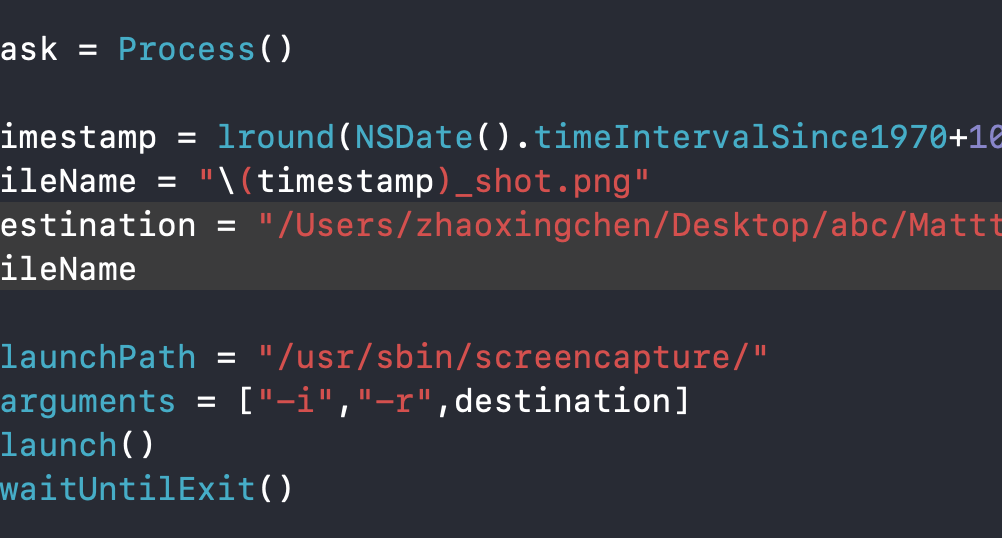 ask = Process()
imestamp = lround(NSDate().timeIntervalSince1970+10
ileName = "\(timestamp)_shot.png"
estination = "/Users/zhaoxingchen/Desktop/abc/Mattt
ileName
launchPath = "/usr/sbin/screencapture/"
arguments = ["-i","-r",destination]
launch()
waitUntilExit()